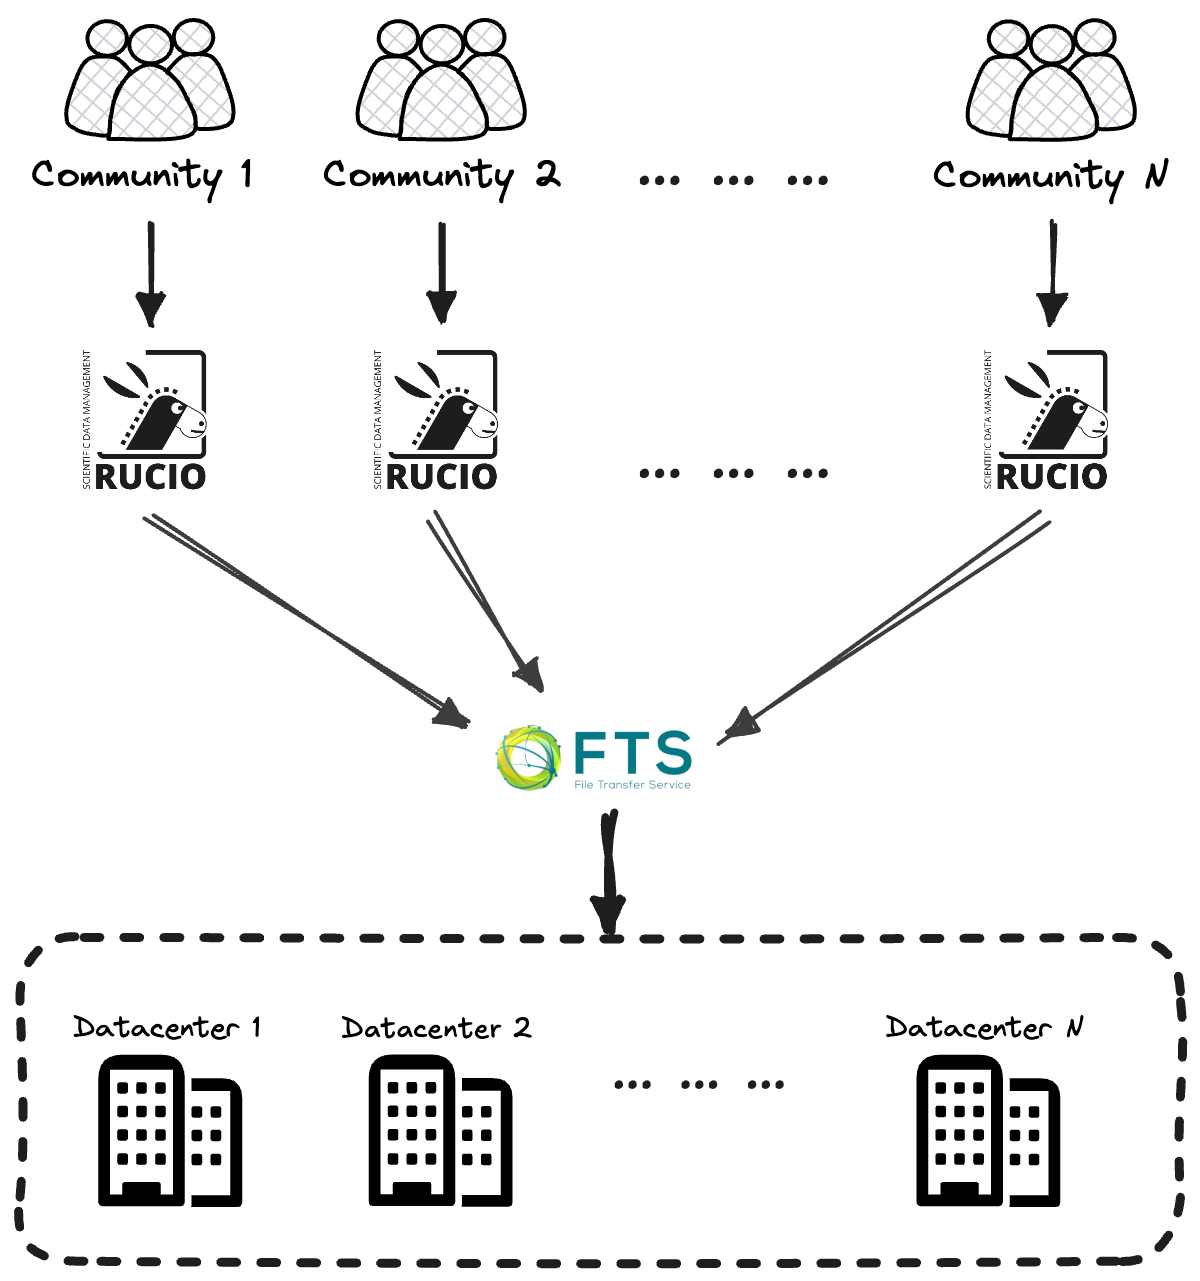 Community 1
Community 2
... ... ...
Community N
SCIENTIFIC DATA MANAGEMENT
RUCIO
SCIENTIFIC DATA MANAGEMENT
RUCIO
... ... ...
SCIENTIFIC DATA MANAGEMENT
RUCIO
FTS
File Transfer Service
Datacenter 1
Datacenter 2
... ... ...
Datacenter N